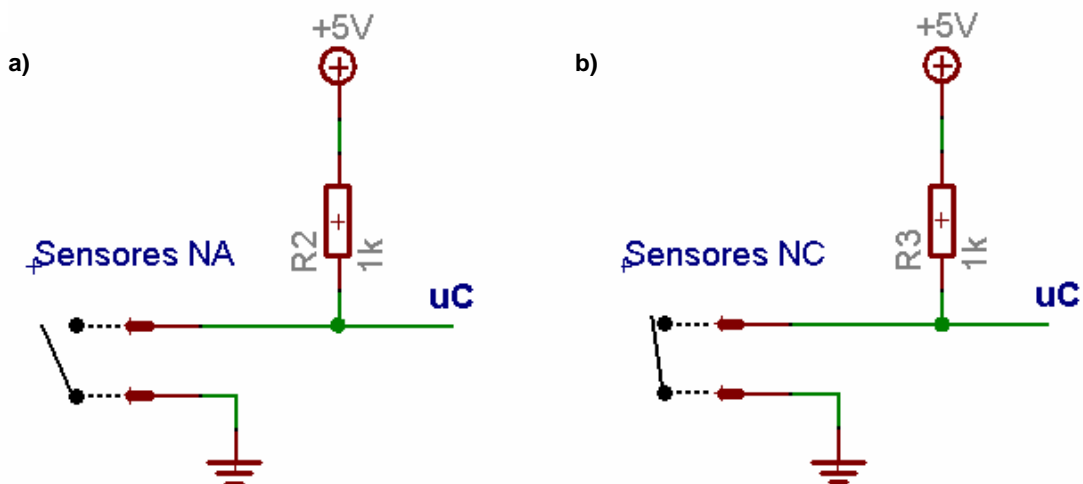 a)
+5V
R2
1k
Sensores NA
uC
b)
+5V
R3
1k
Sensores NC
uC